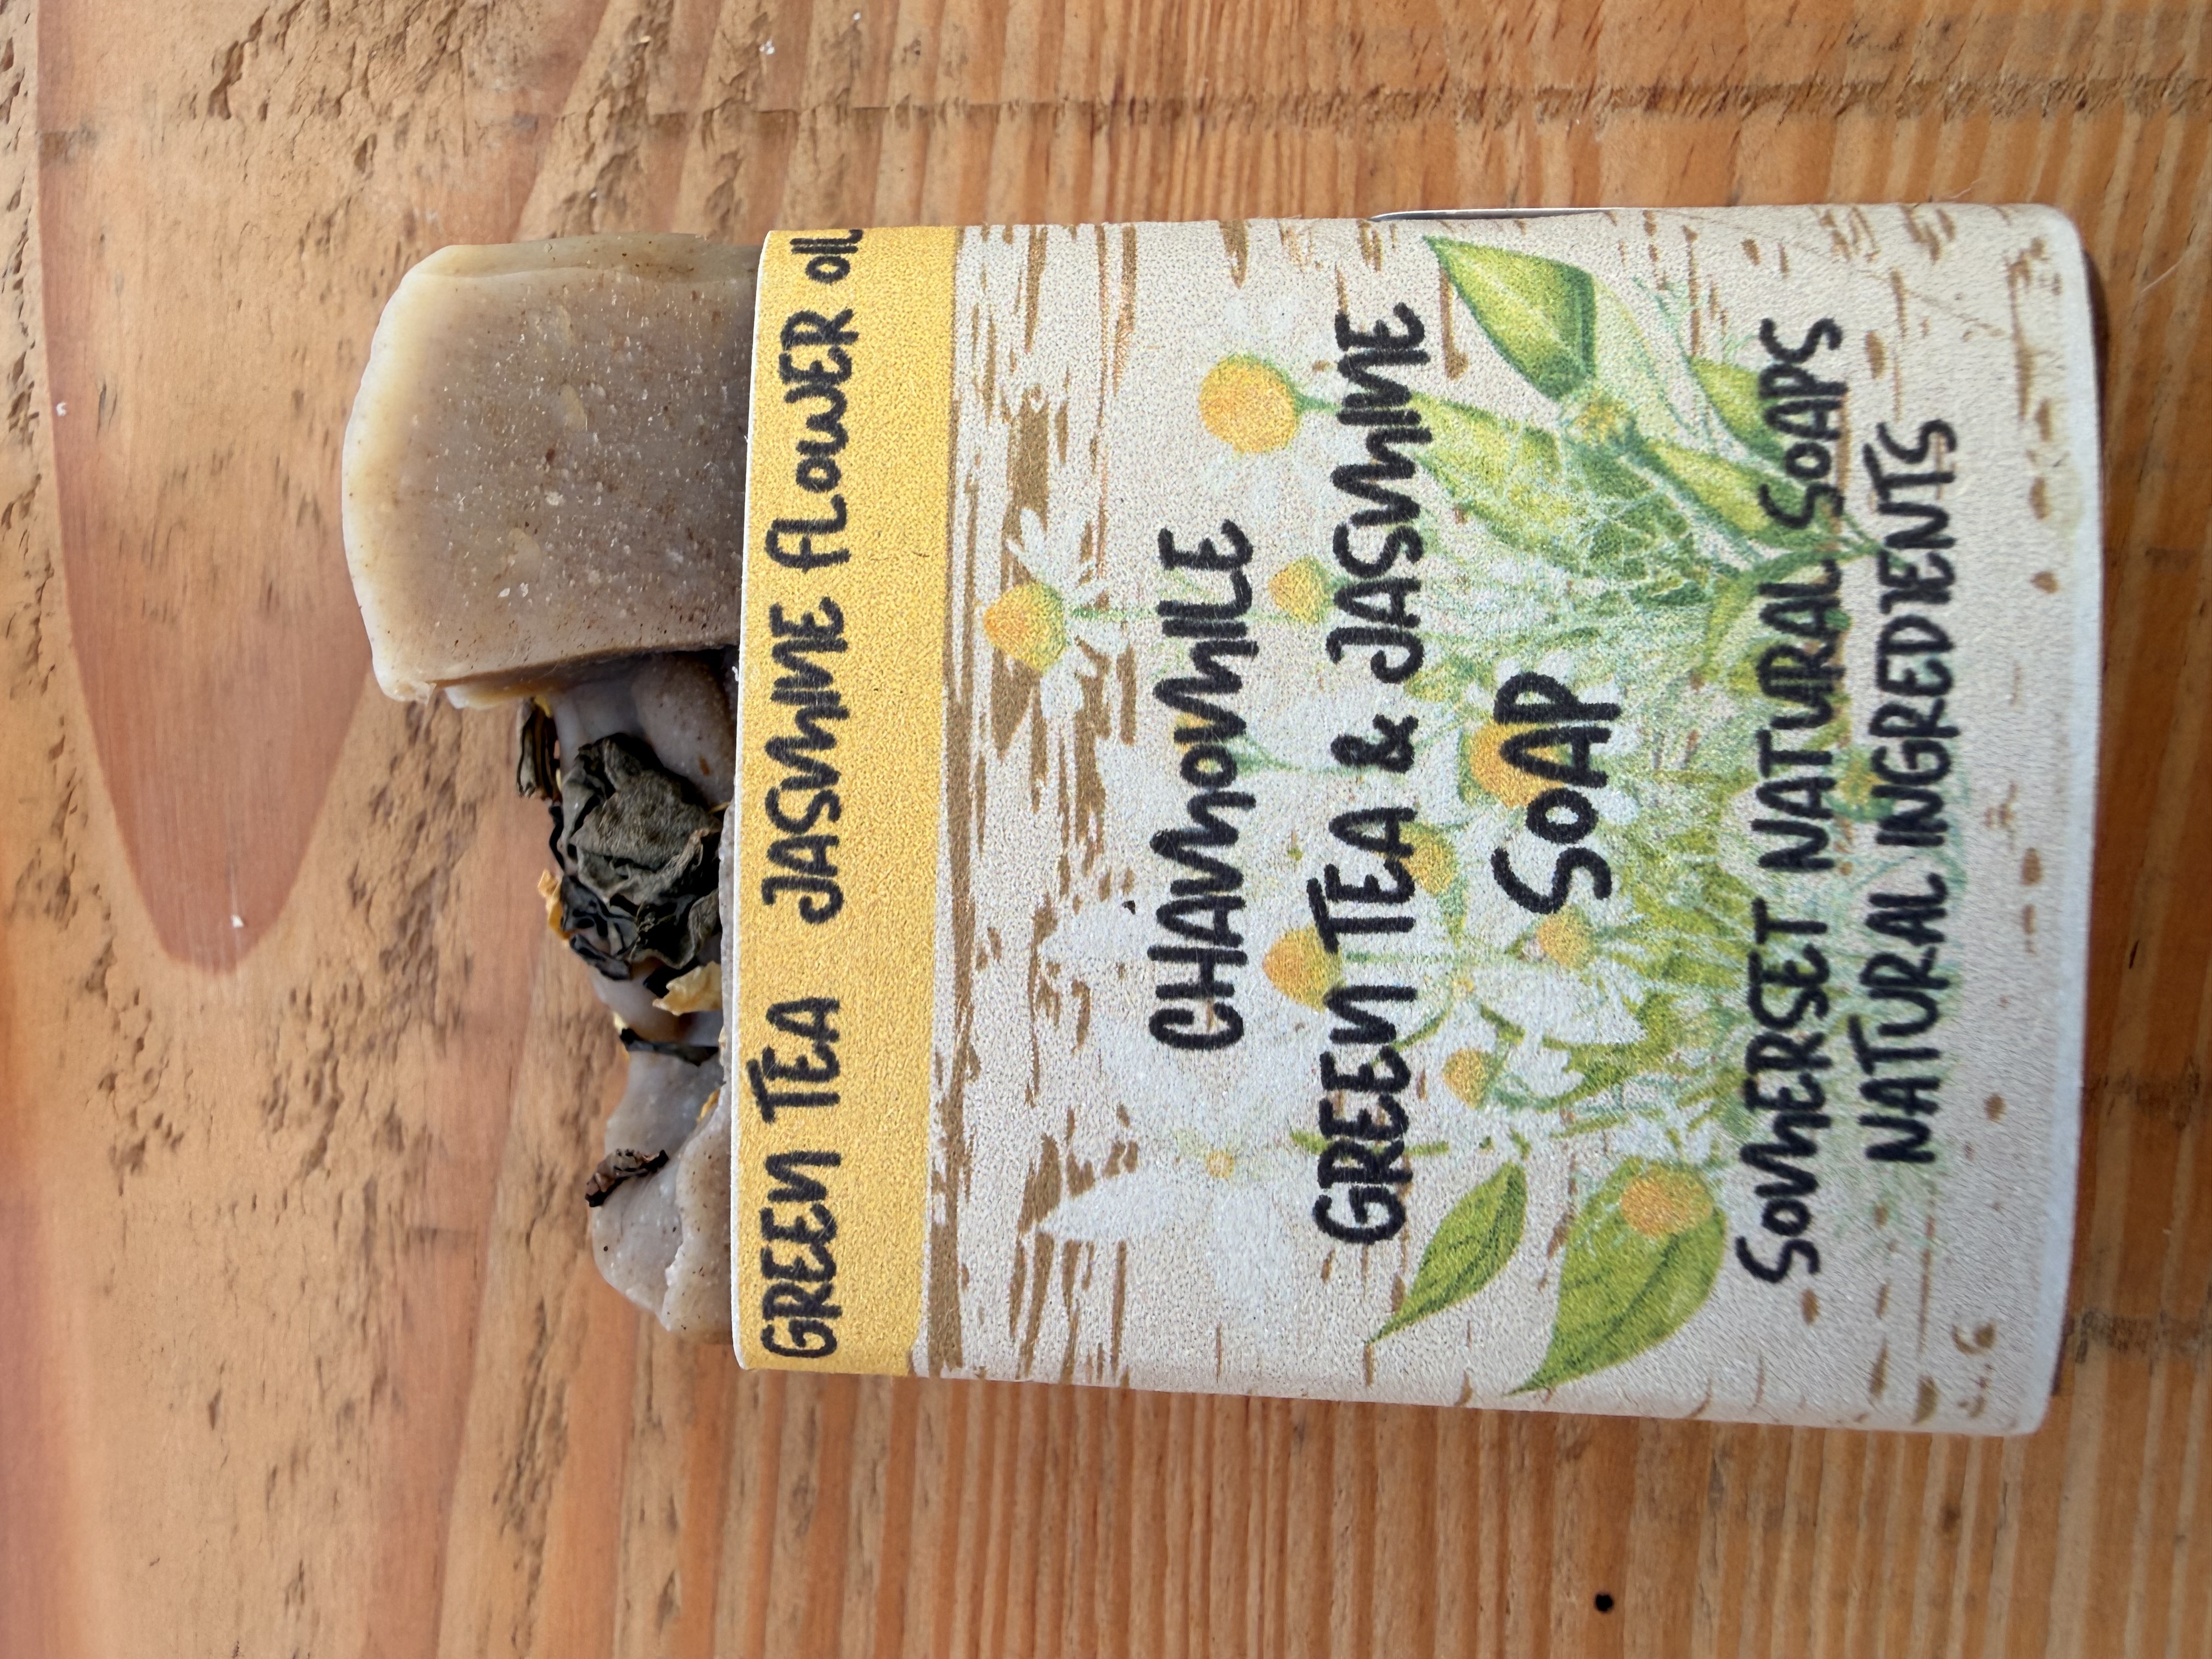 GREEN TEA JASMINE FLOWER OIL
CHAMOMILE
GREEN TEA & JASMINE
SOAP
SOMERSET NATURAL SOAPS
NATURAL INGREDIENTS